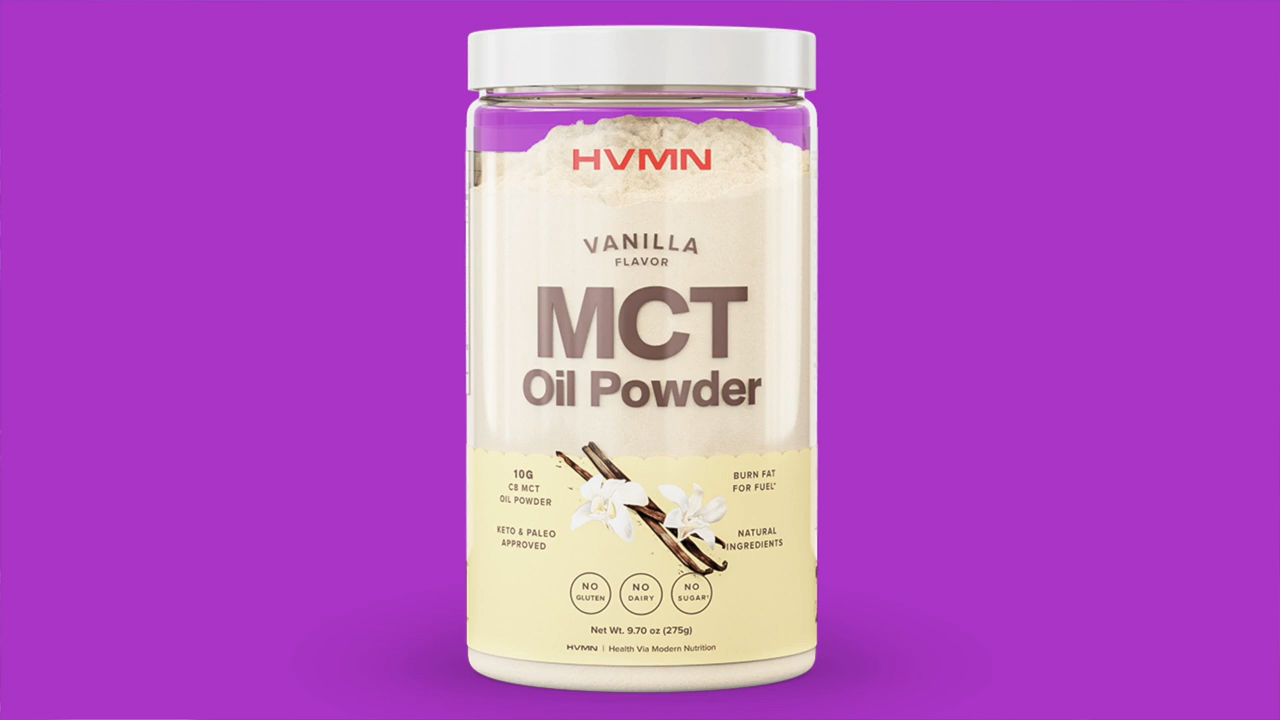 HVMN
VANILLA
FLAVOR
MCT
Oil Powder
10G
C8 MCT
OIL POWDER
KETO & PALEO
APPROVED
BURN FAT
FOR FUEL*
NATURAL
INGREDIENTS
NO
GLUTEN
NO
DAIRY
NO
SUGAR†
Net Wt. 9.70 oz (275g)
HVMN | Health Via Modern Nutrition